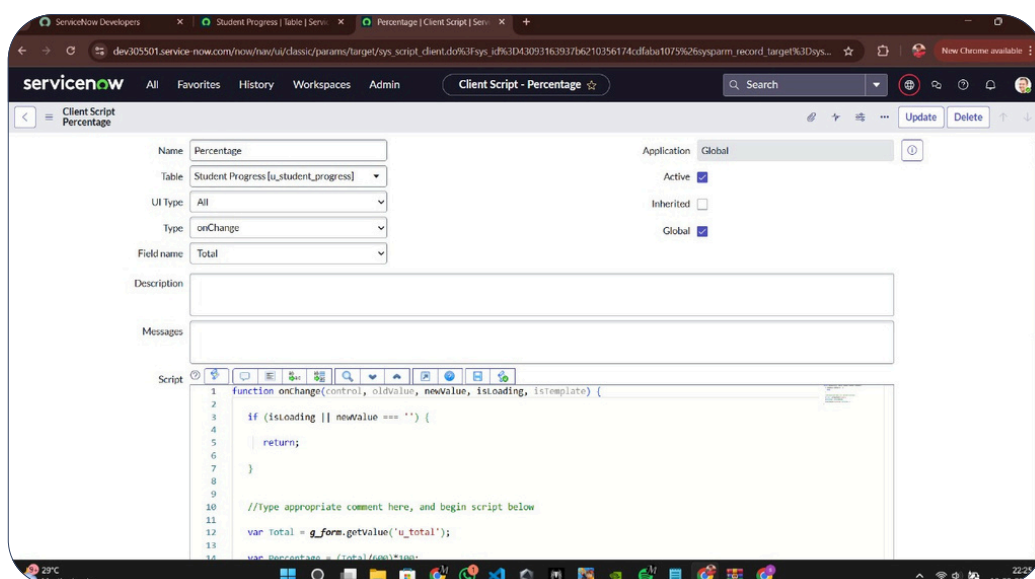 ServiceNow Developers
Student Progress | Table | Servic
Percentage | Client Script | Serv
dev305501.service-now.com/now/nav/ui/classic/params/target/sys_script_client.do%3Fsys_id%3D43093163937b6210356174cdfaba1075%26sysparm_record_target%3Dsys...
New Chrome available
servicenow All Favorites History Workspaces Admin Client Script - Percentage Search
Client Script
Percentage
Update Delete
Name Percentage
Application Global
Table Student Progress [u_student_progress]
Active
UI Type All
Inherited
Type onChange
Global
Field name Total
Description
Messages
Script
1 function onChange(control, oldValue, newValue, isLoading, isTemplate) {
2
3 if (isLoading || newValue === '') {
4
5 return;
6
7 }
8
9
10 //Type appropriate comment here, and begin script below
11
12 var Total = g_form.getValue('u_total');
13
14 var Percentage = (Total/600)*100;
29°C